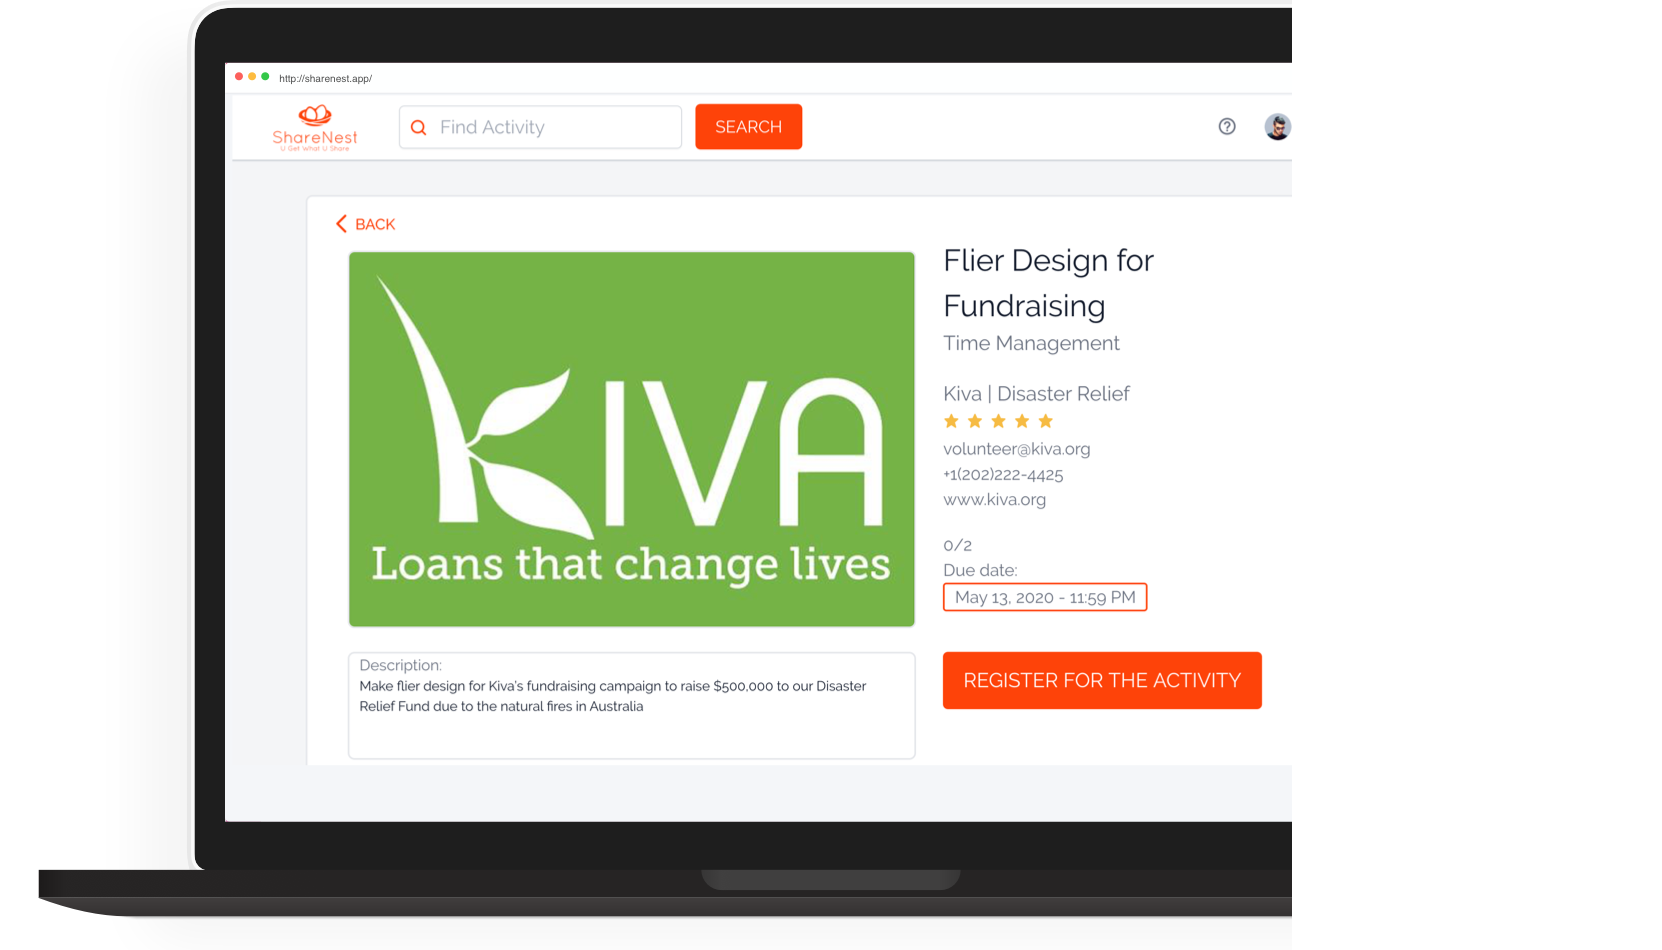 http://sharenest.app/
ShareNest
U Get What U Share
Find Activity
SEARCH
BACK
KIVA
Loans that change lives
Flier Design for
Fundraising
Time Management
Kiva | Disaster Relief
volunteer@kiva.org
+1(202)222-4425
www.kiva.org
0/2
Due date:
May 13, 2020 - 11:59 PM
REGISTER FOR THE ACTIVITY
Description:
Make flier design for Kiva's fundraising campaign to raise $500,000 to our Disaster
Relief Fund due to the natural fires in Australia